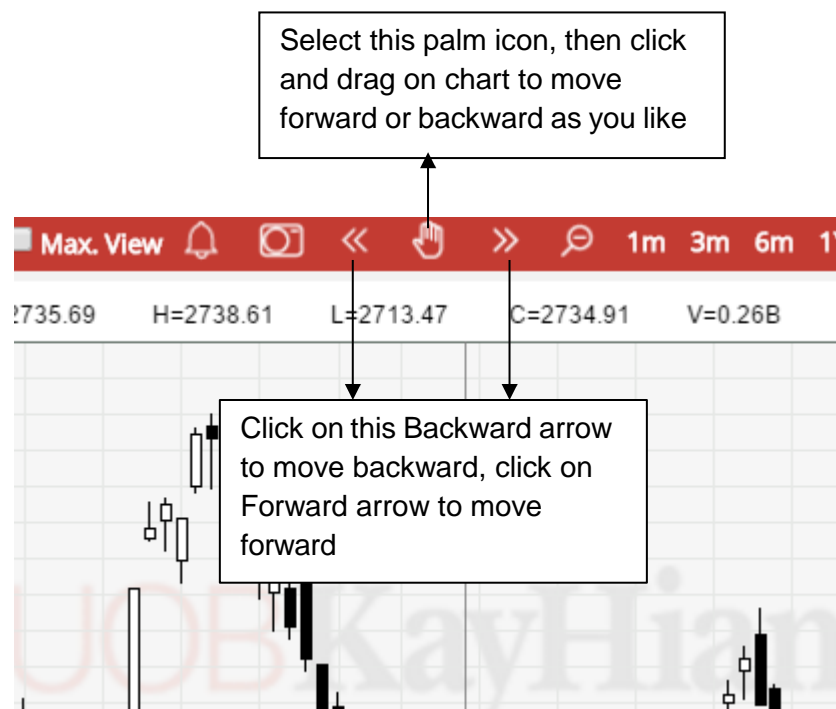 Select this palm icon, then click
and drag on chart to move
forward or backward as you like
Max. View
1m 3m 6m
2735.69 H=2738.61 L=2713.47 C=2734.91 V=0.26B
Click on this Backward arrow
to move backward, click on
Forward arrow to move
forward
UOBKayHian